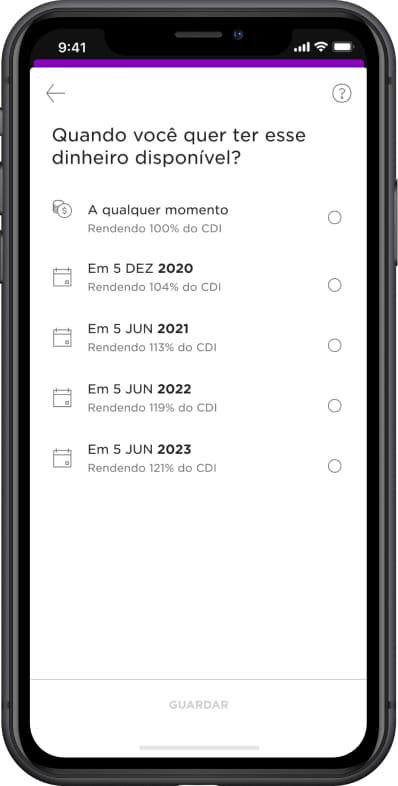 9:41
?
Quando você quer ter esse
dinheiro disponível?
$
A qualquer momento
Rendendo 100% do CDI
Em 5 DEZ 2020
Rendendo 104% do CDI
Em 5 JUN 2021
Rendendo 113% do CDI
Em 5 JUN 2022
Rendendo 119% do CDI
Em 5 JUN 2023
Rendendo 121% do CDI
GUARDAR